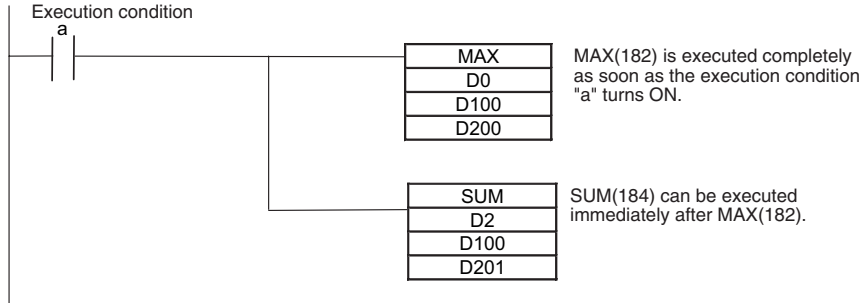 Execution condition
a
MAX
D0
D100
D200
MAX(182) is executed completely
as soon as the execution condition
"a" turns ON.
SUM
D2
D100
D201
SUM(184) can be executed
immediately after MAX(182).